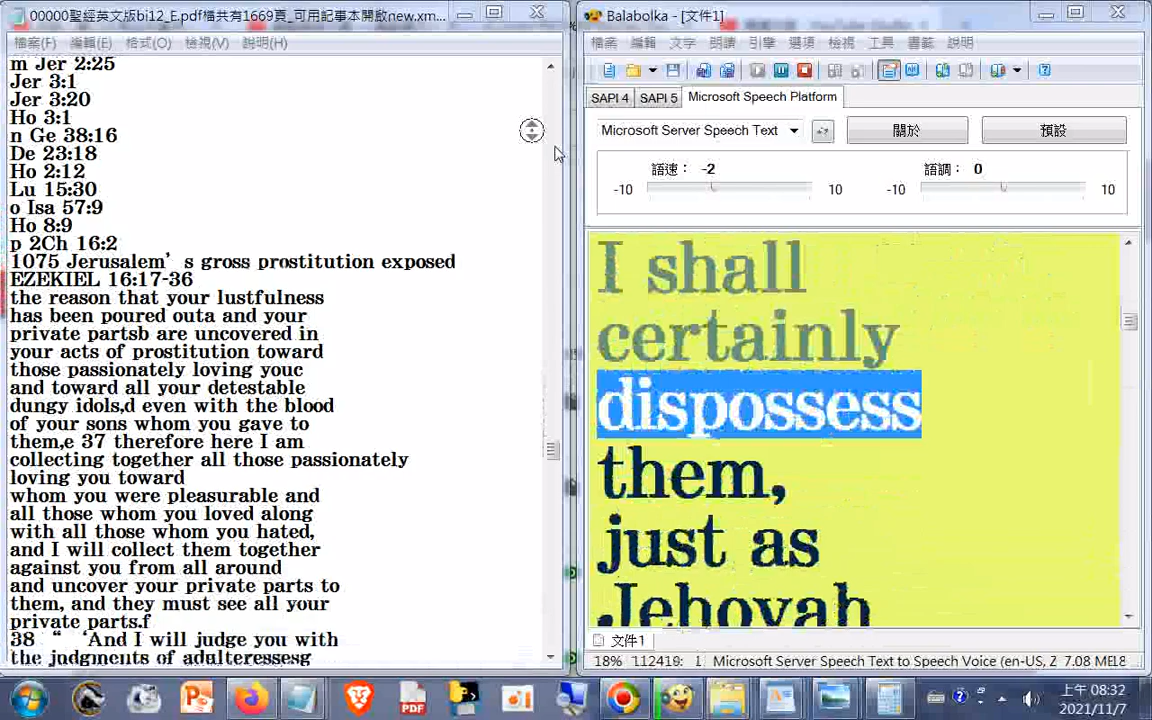 00000聖經英文版bi12_E.pdf檔共有1669頁_可用記事本開啟new.xm...
檔案(F) 編輯(E) 格式(O) 檢視(V) 說明(H)
m Jer 2:25
Jer 3:1
Jer 3:20
Ho 3:1
n Ge 38:16
De 23:18
Ho 2:12
Lu 15:30
o Isa 57:9
Ho 8:9
p 2Ch 16:2
1075 Jerusalem’s gross prostitution exposed
EZEKIEL 16:17-36
the reason that your lustfulness
has been poured outa and your
private partsb are uncovered in
your acts of prostitution toward
those passionately loving youc
and toward all your detestable
dungy idols,d even with the blood
of your sons whom you gave to
them,e 37 therefore here I am
collecting together all those passionately
loving you toward
whom you were pleasurable and
all those whom you loved along
with all those whom you hated,
and I will collect them together
against you from all around
and uncover your private parts to
them, and they must see all your
private parts.f
38 “ ‘And I will judge you with
the judgments of adulteressesg
Balabolka - [文件1]
檔案 編輯 文字 朗讀 引擎 選項 檢視 工具 書籤 說明
SAPI 4 SAPI 5 Microsoft Speech Platform
Microsoft Server Speech Text 關於 預設
語速： -2 語調： 0
-10 10 -10 10
I shall
certainly
dispossess
them,
just as
Jehovah
文件1
18% 112419: 1 Microsoft Server Speech Text to Speech Voice (en-US, Z 7.08 MB
上午 08:32
2021/11/7